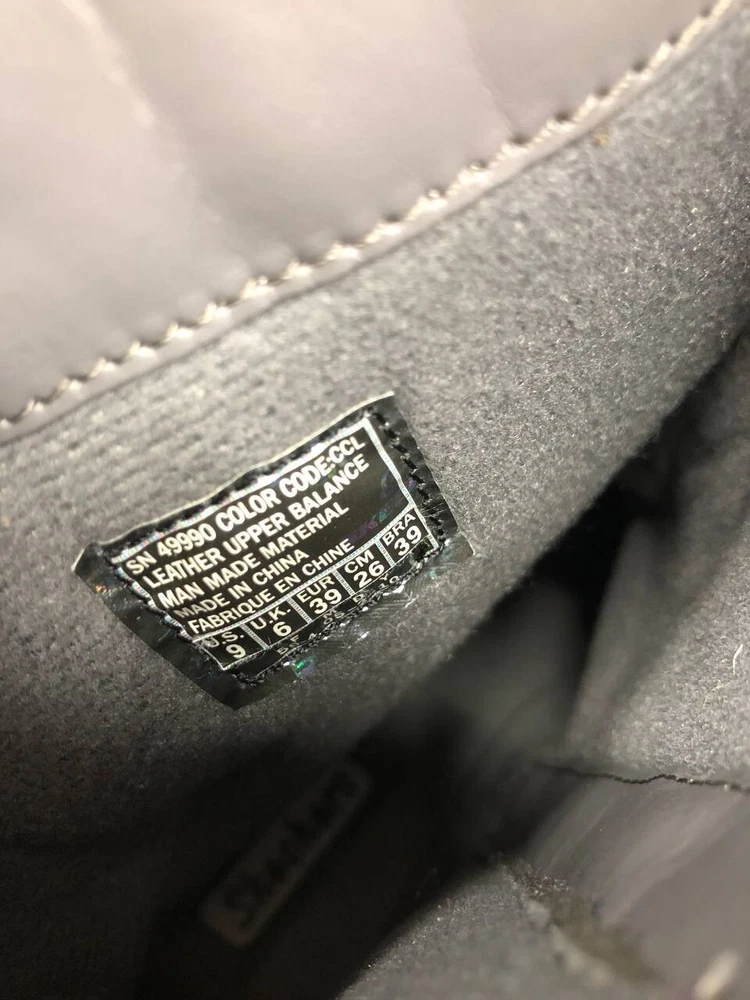 SN 49990 COLOR CODE:CCL
LEATHER UPPER BALANCE
MAN MADE MATERIAL
MADE IN CHINA
FABRIQUE EN CHINE
U.S. U.K. EUR CM BRA
9 6 39 26 39